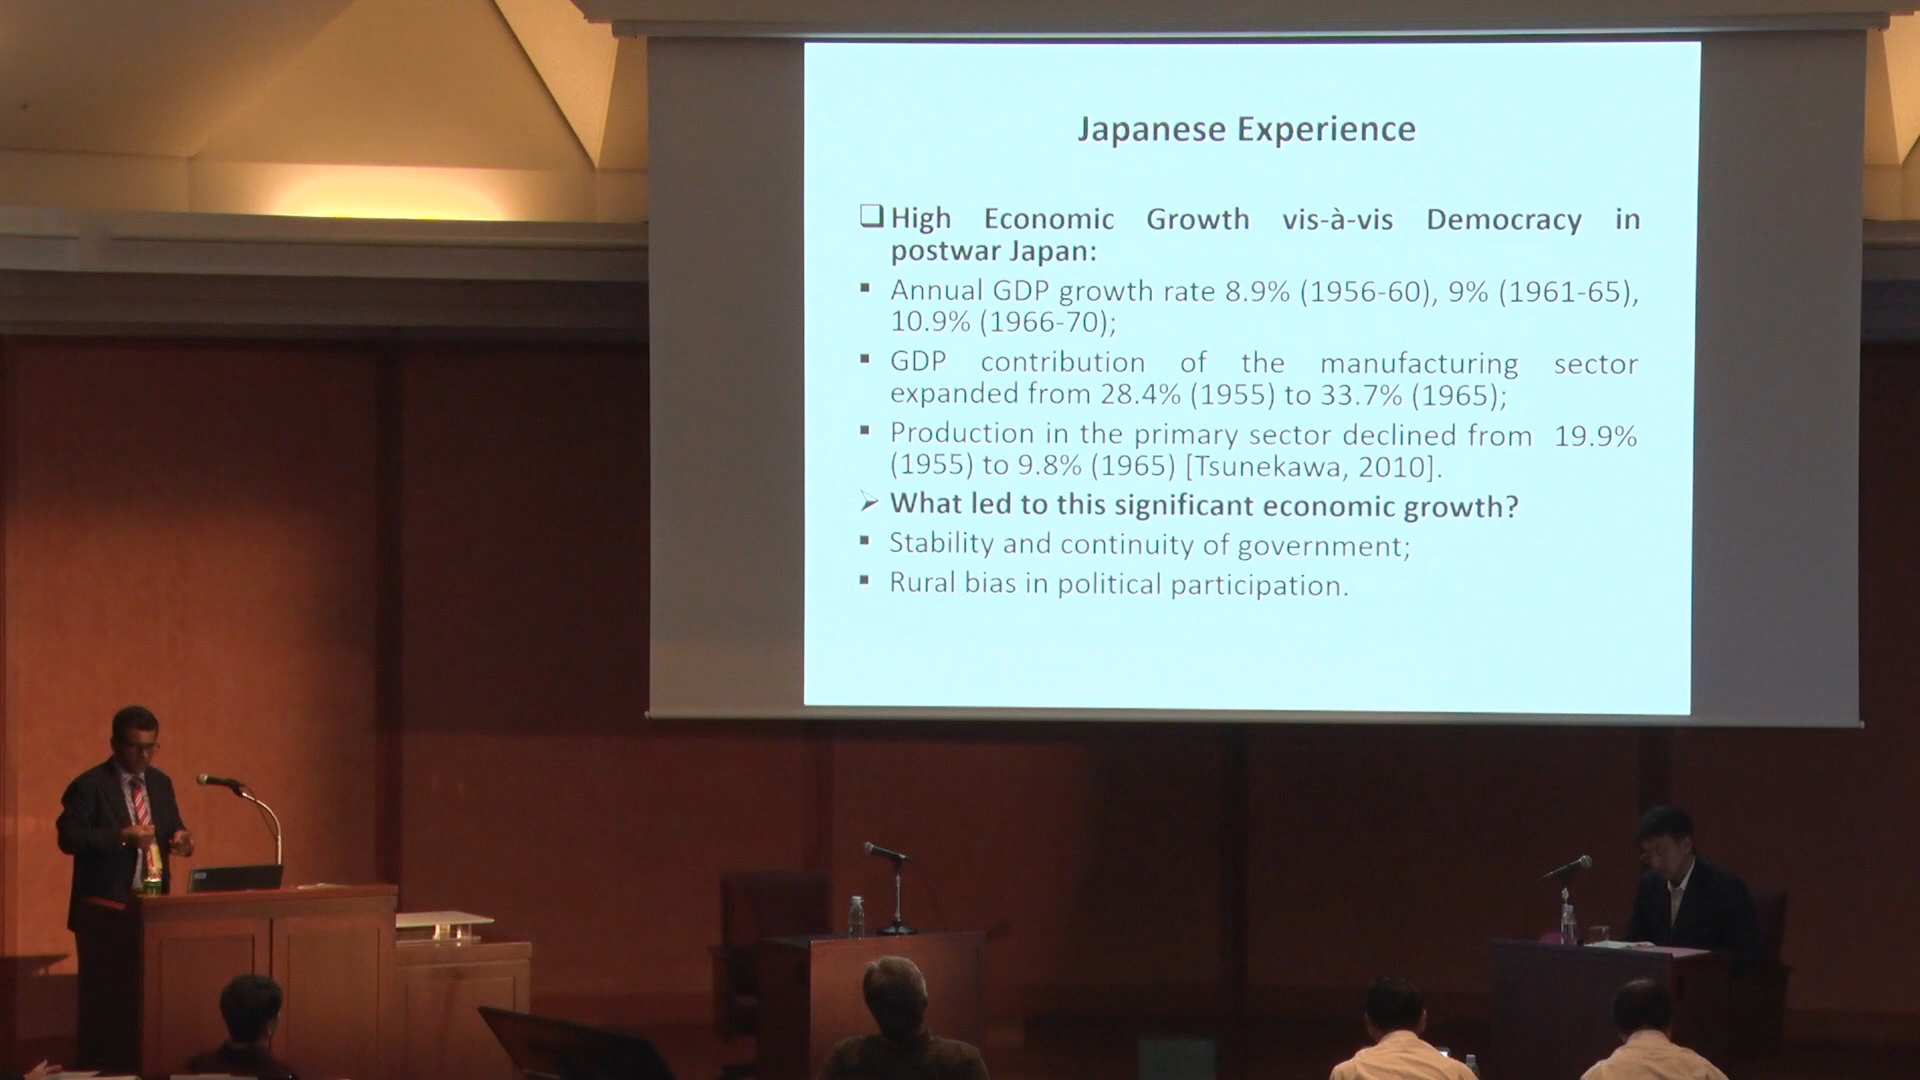 Japanese Experience
❑ High Economic Growth vis-à-vis Democracy in
postwar Japan:
▪ Annual GDP growth rate 8.9% (1956-60), 9% (1961-65),
10.9% (1966-70);
▪ GDP contribution of the manufacturing sector
expanded from 28.4% (1955) to 33.7% (1965);
▪ Production in the primary sector declined from 19.9%
(1955) to 9.8% (1965) [Tsunekawa, 2010].
➢ What led to this significant economic growth?
▪ Stability and continuity of government;
▪ Rural bias in political participation.